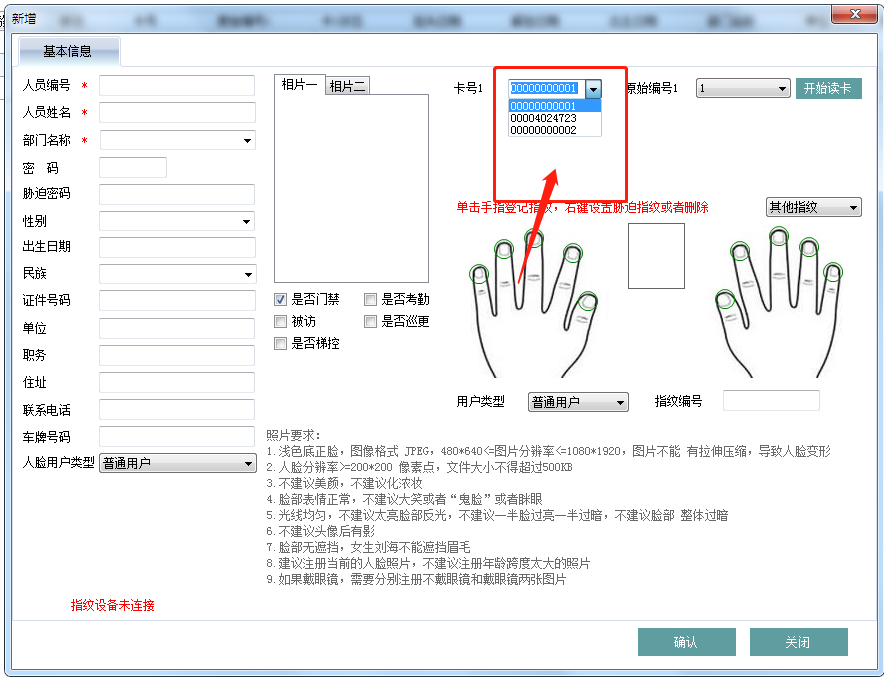 新增
基本信息
人员编号 *
人员姓名 *
部门名称 *
密 码
胁迫密码
性别
出生日期
民族
证件号码
单位
职务
住址
联系电话
车牌号码
人脸用户类型 普通用户
指纹设备未连接
相片一 相片二
是否门禁 是否考勤
被访 是否巡更
是否梯控
卡号1 00000000001 原始编号1 1 开始读卡
00000000001
00004024723
00000000002
单击手指登记指纹，右键设置胁迫指纹或者删除 其他指纹
用户类型 普通用户 指纹编号
照片要求：
1.浅色底正脸，图像格式 JPEG，480*640<=图片分辨率<=1080*1920，图片不能 有拉伸压缩，导致人脸变形
2.人脸分辨率>=200*200 像素点，文件大小不得超过500KB
3.不建议美颜，不建议化浓妆
4.脸部表情正常，不建议大笑或者“鬼脸”或者眯眼
5.光线均匀，不建议太亮脸部反光，不建议一半脸过亮一半过暗，不建议脸部 整体过暗
6.不建议头像后有影
7.脸部无遮挡，女生刘海不能遮挡眉毛
8.建议注册当前的人脸照片，不建议注册年龄跨度太大的照片
9.如果戴眼镜，需要分别注册不戴眼镜和戴眼镜两张图片
确认 关闭